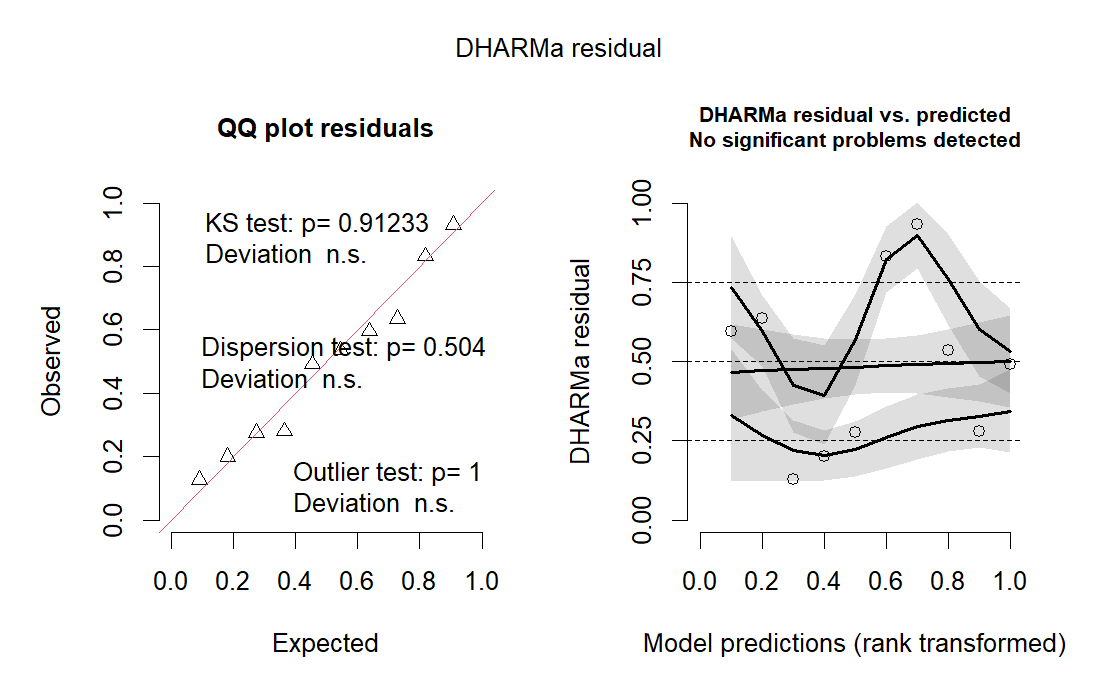 DHARMa residual
QQ plot residuals
KS test: p= 0.91233
Deviation  n.s.
Dispersion test: p= 0.504
Deviation  n.s.
Outlier test: p= 1
Deviation  n.s.
Observed
0.0 0.2 0.4 0.6 0.8 1.0
0.0 0.2 0.4 0.6 0.8 1.0
Expected
DHARMa residual vs. predicted
No significant problems detected
DHARMa residual
0.00 0.25 0.50 0.75 1.00
0.0 0.2 0.4 0.6 0.8 1.0
Model predictions (rank transformed)